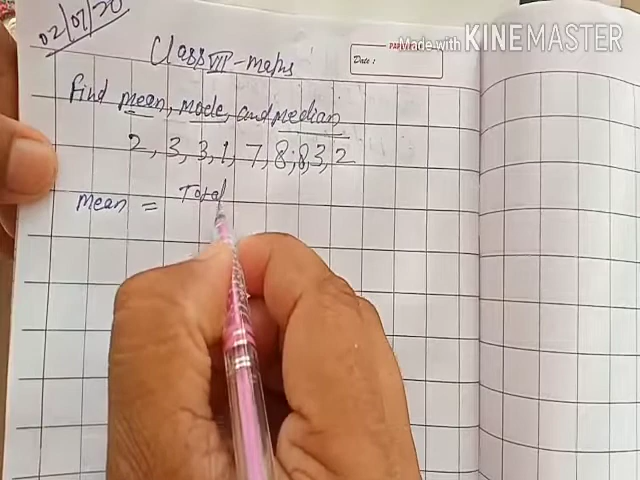 02/07/20
Made with KINEMASTER
Class VII - maths
Date :
Find mean, mode, and median
2, 3, 3, 1, 7, 8, 8, 3, 2
mean = Total